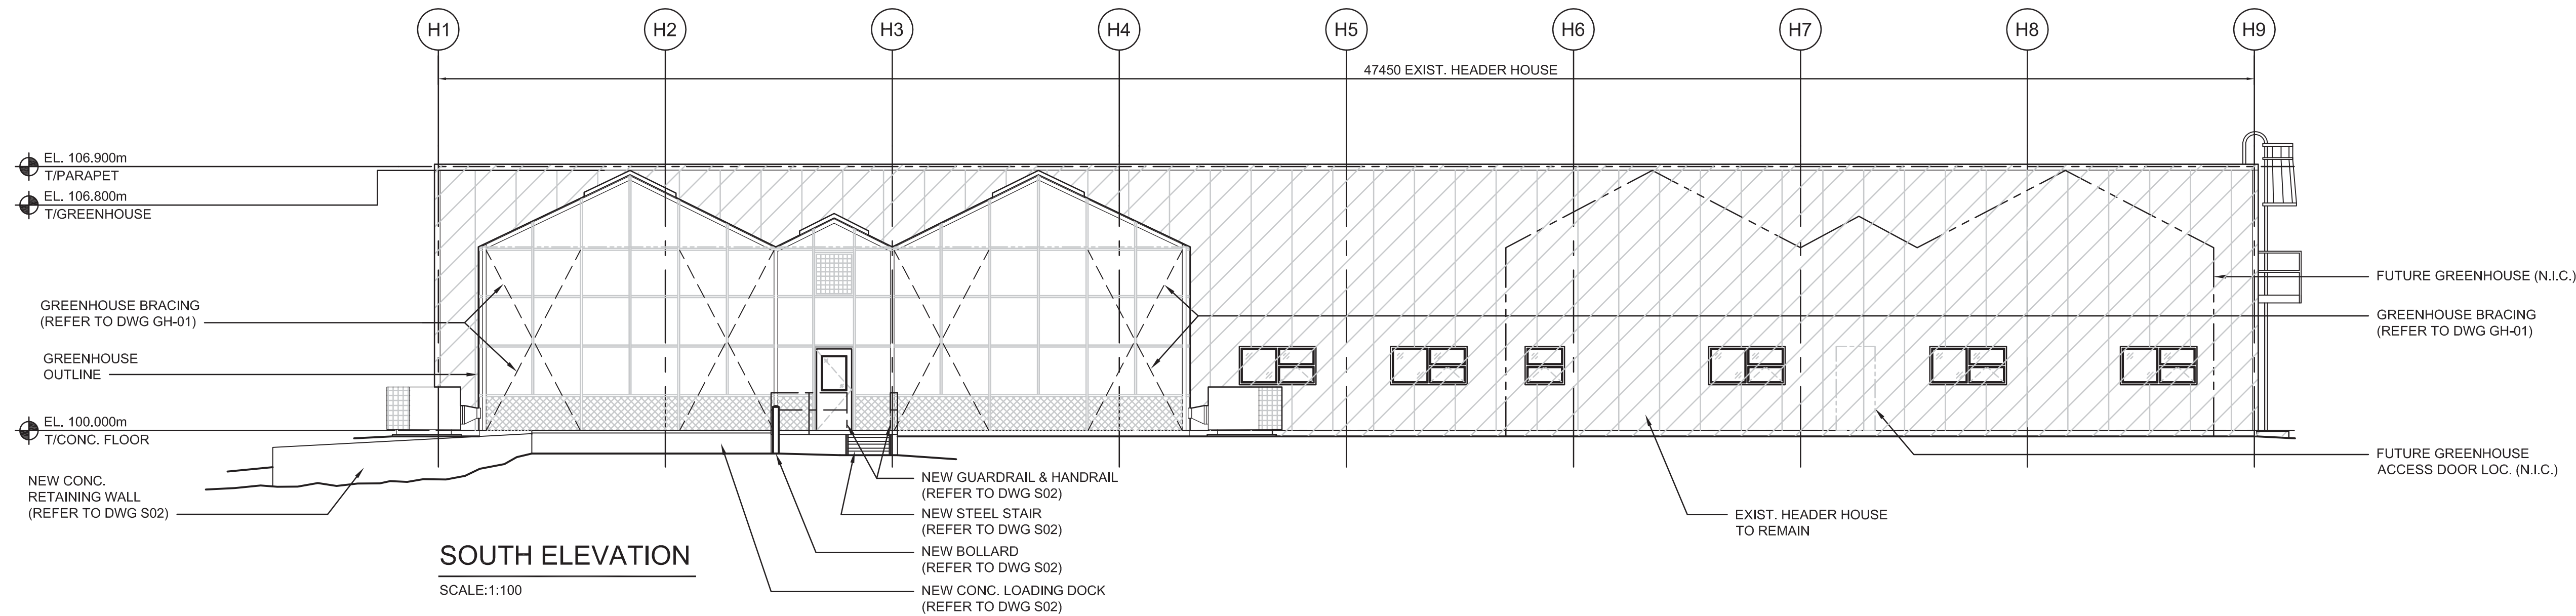 H1
H2
H3
H4
H5
H6
H7
H8
H9
47450 EXIST. HEADER HOUSE
EL. 106.900m
T/PARAPET
EL. 106.800m
T/GREENHOUSE
GREENHOUSE BRACING
(REFER TO DWG GH-01)
GREENHOUSE
OUTLINE
EL. 100.000m
T/CONC. FLOOR
NEW CONC.
RETAINING WALL
(REFER TO DWG S02)
FUTURE GREENHOUSE (N.I.C.)
GREENHOUSE BRACING
(REFER TO DWG GH-01)
FUTURE GREENHOUSE
ACCESS DOOR LOC. (N.I.C.)
EXIST. HEADER HOUSE
TO REMAIN
NEW GUARDRAIL & HANDRAIL
(REFER TO DWG S02)
NEW STEEL STAIR
(REFER TO DWG S02)
NEW BOLLARD
(REFER TO DWG S02)
NEW CONC. LOADING DOCK
(REFER TO DWG S02)
SOUTH ELEVATION
SCALE:1:100